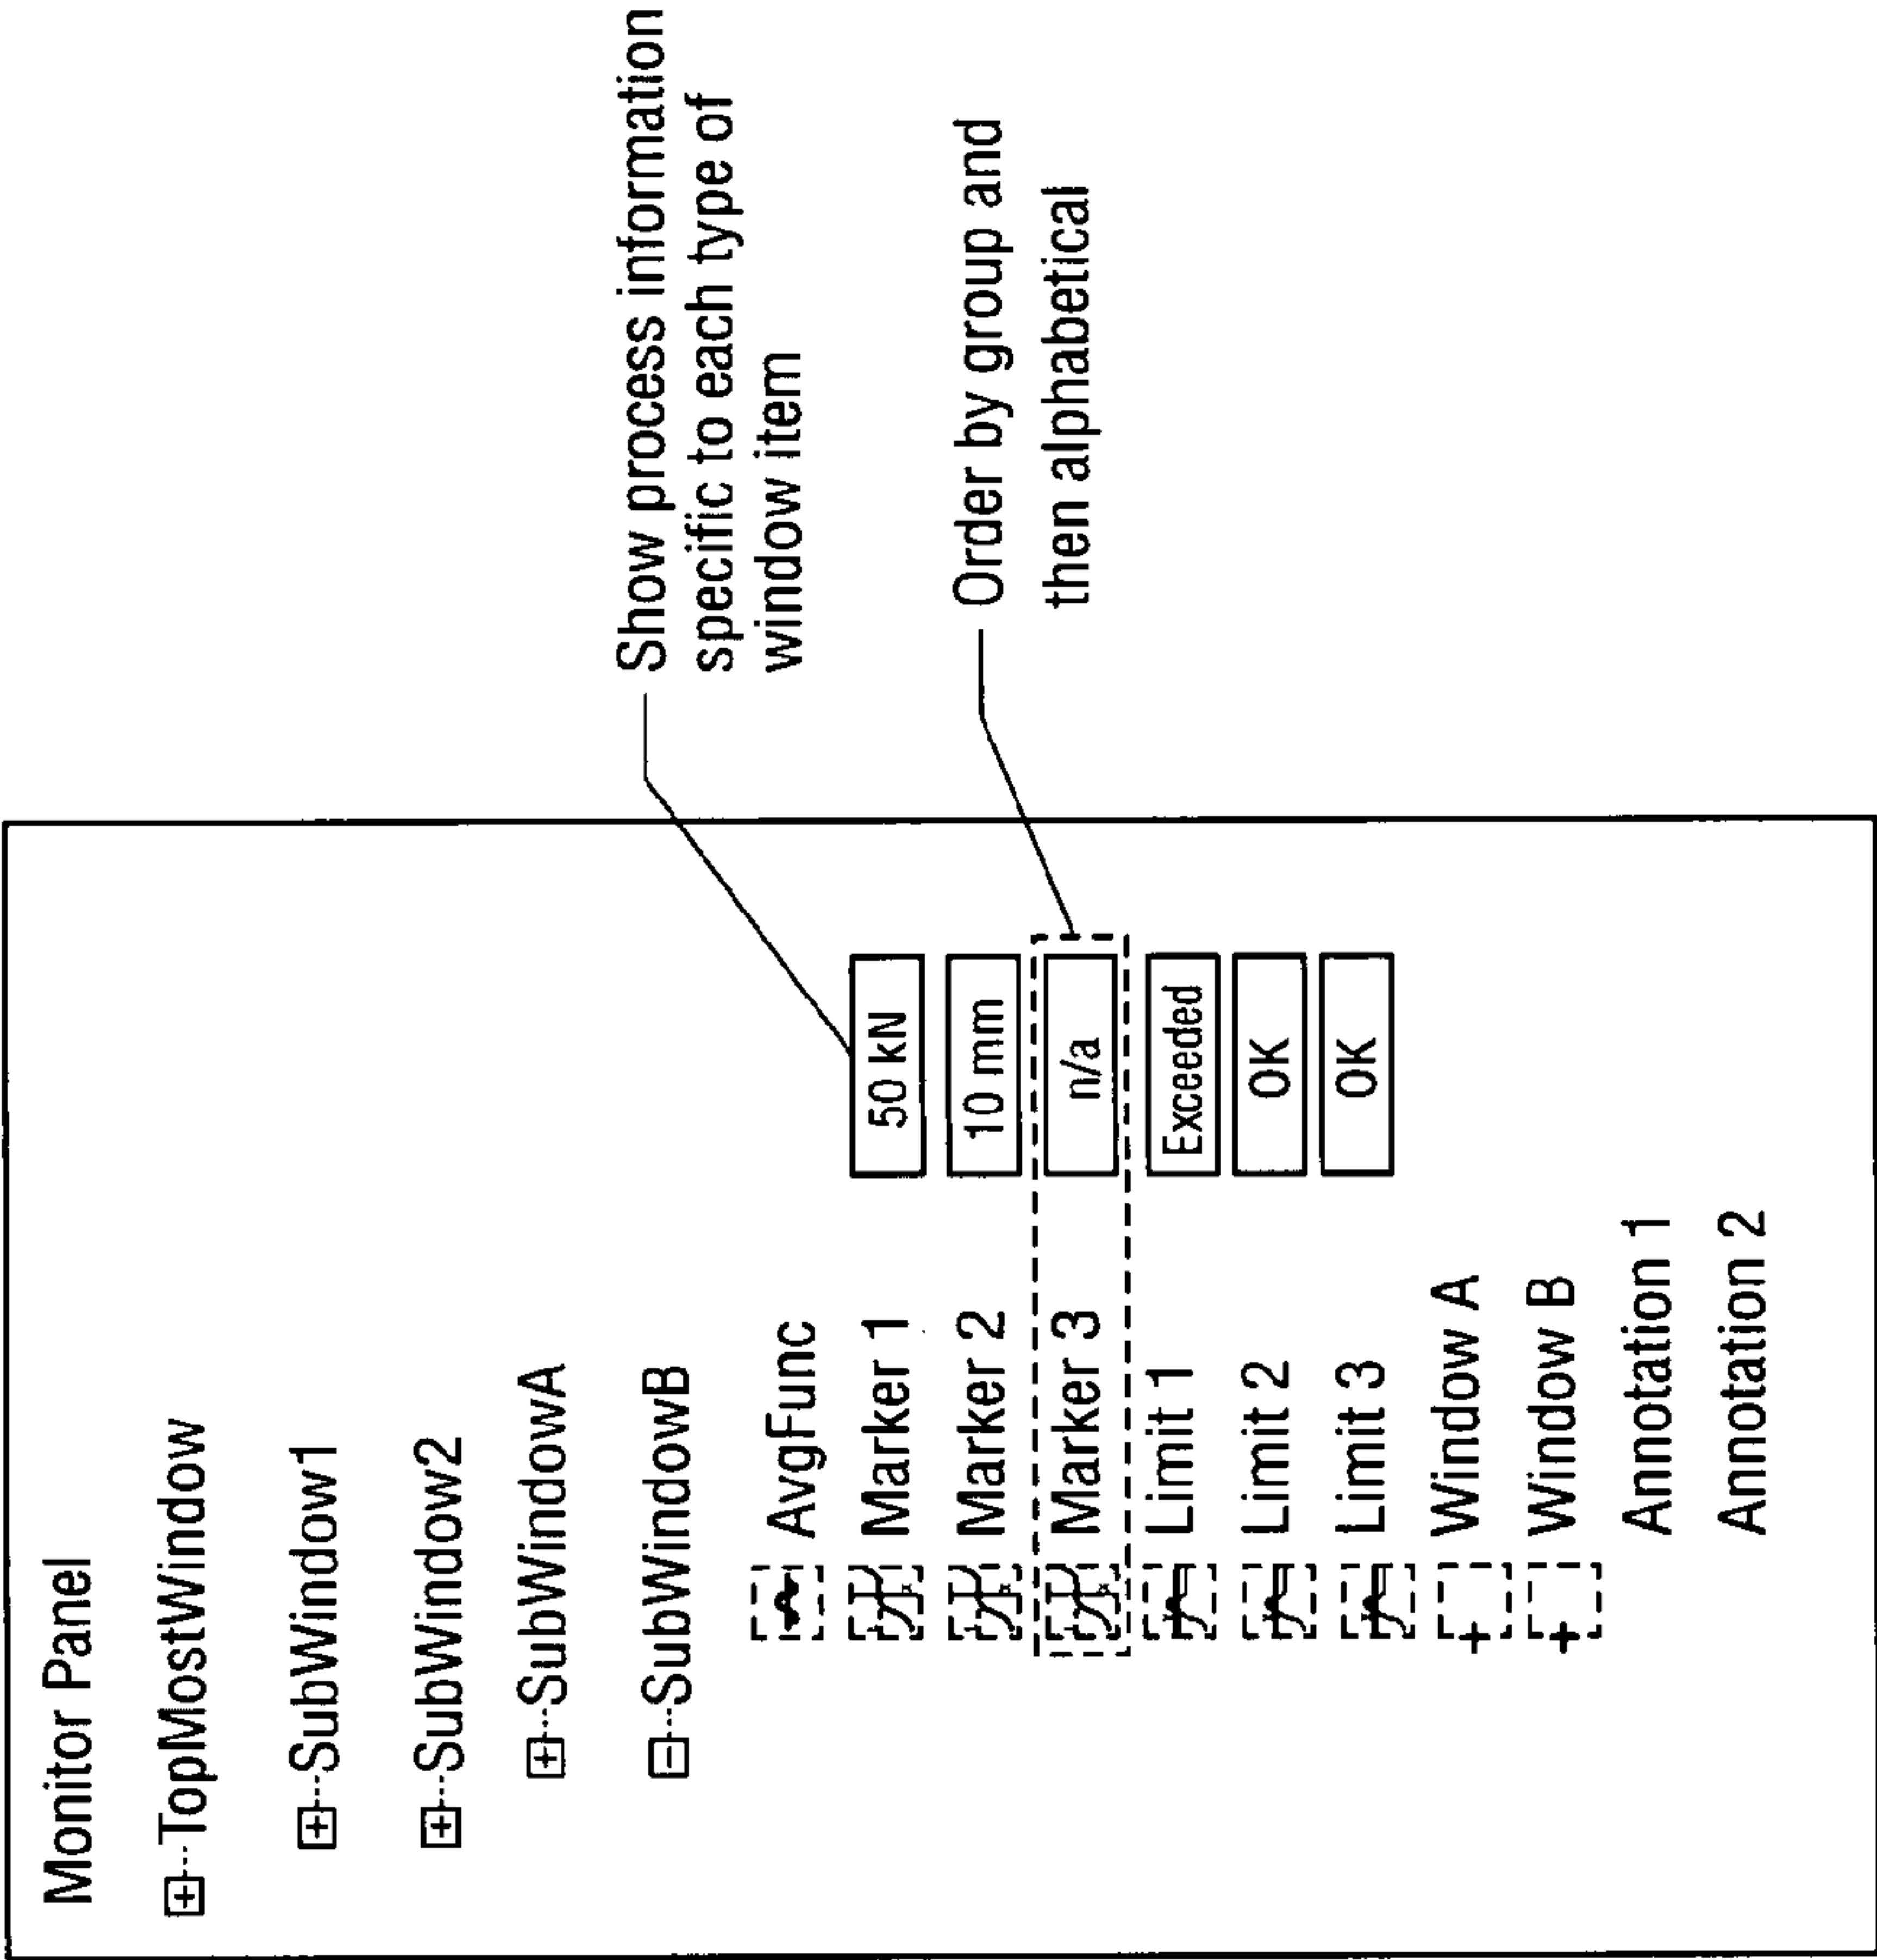 Monitor Panel
TopMostWindow
SubWindow1
SubWindow2
SubWindowA
SubWindowB
AvgFunc
Marker 1 50 kN
Marker 2 10 mm
Marker 3 n/a
Limit 1 Exceeded
Limit 2 OK
Limit 3 OK
Window A
Window B
Annotation 1
Annotation 2
Show process information
specific to each type of
window item
Order by group and
then alphabetical